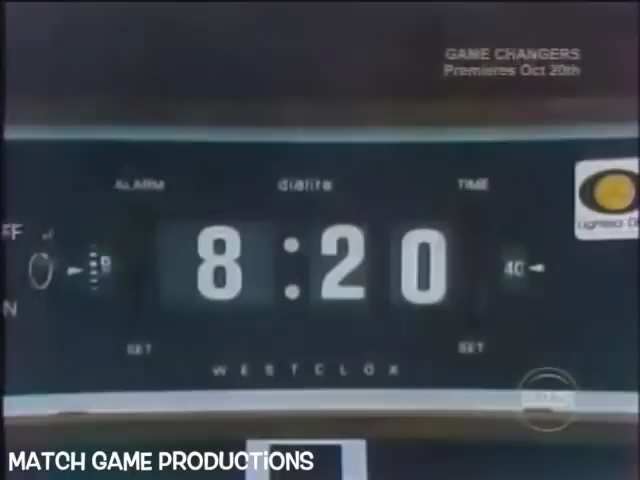 GAME CHANGERS
Premieres Oct 20th
ALARM dialite TIME
8:20
40
SET SET
WESTCLOX
MATCH GAME PRODUCTiONS